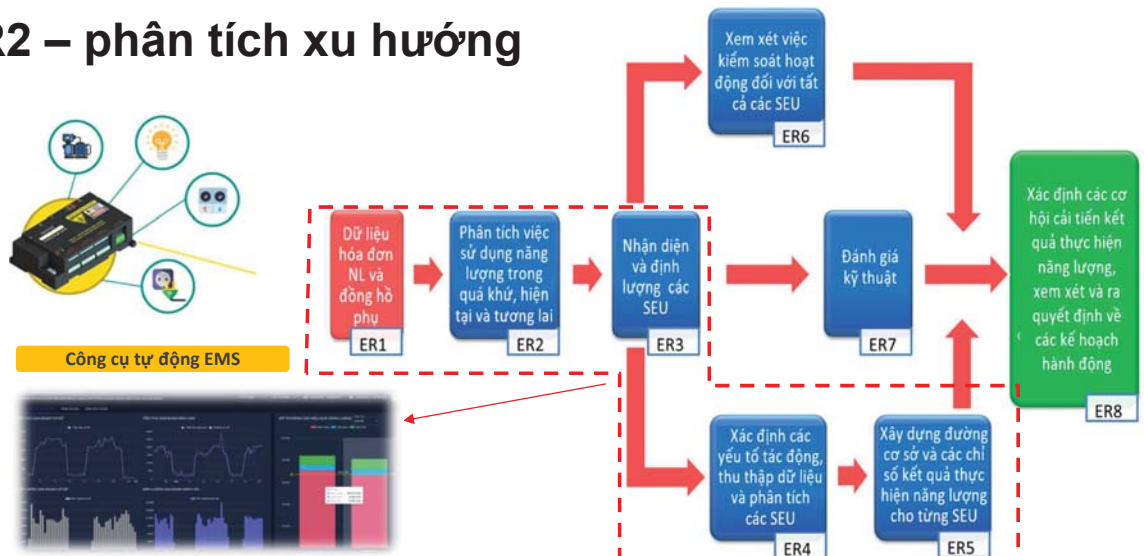 R2 – phân tích xu hướng
Xem xét việc
kiểm soát hoạt
động đối với tất
cả các SEU
ER6
Dữ liệu
hóa đơn
NL và
đồng hồ
phụ
ER1
Phân tích việc
sử dụng năng
lượng trong
quá khứ, hiện
tại và tương lai
ER2
Nhận diện
và định
lượng các
SEU
ER3
Đánh giá
kỹ thuật
ER7
Xác định các cơ
hội cải tiến kết
quả thực hiện
năng lượng,
xem xét và ra
quyết định về
các kế hoạch
hành động
ER8
Công cụ tự động EMS
Xác định các
yếu tố tác động,
thu thập dữ liệu
và phân tích
các SEU
ER4
Xây dựng đường
cơ sở và các chỉ
số kết quả thực
hiện năng lượng
cho từng SEU
ER5